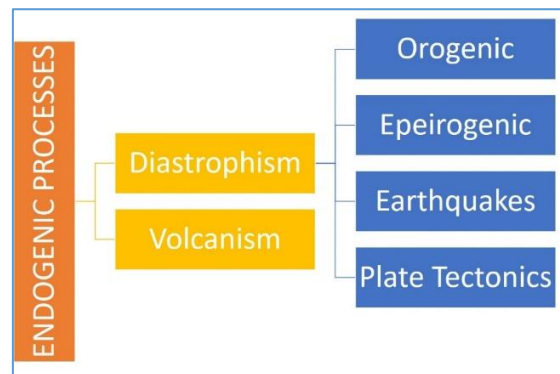 ENDOGENIC PROCESSES
Diastrophism
Volcanism
Orogenic
Epeirogenic
Earthquakes
Plate Tectonics